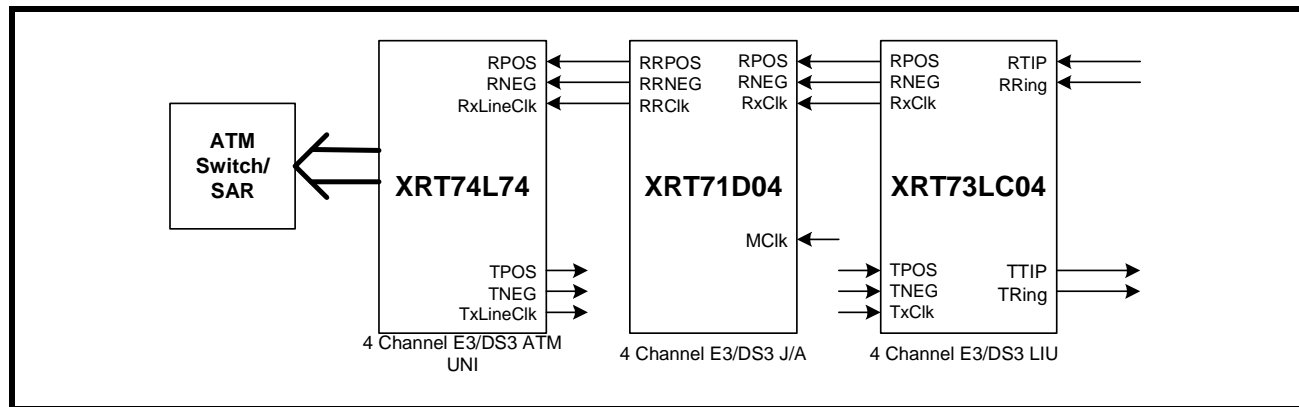 RPOS
RNEG
RxLineClk
RRPOS
RRNEG
RRClk
RPOS
RNEG
RxClk
RPOS
RNEG
RxClk
RTIP
RRing
ATM
Switch/
SAR
XRT74L74
XRT71D04
XRT73LC04
MClk
TPOS
TNEG
TxLineClk
TPOS
TNEG
TxClk
TTIP
TRing
4 Channel E3/DS3 ATM
UNI
4 Channel E3/DS3 J/A
4 Channel E3/DS3 LIU